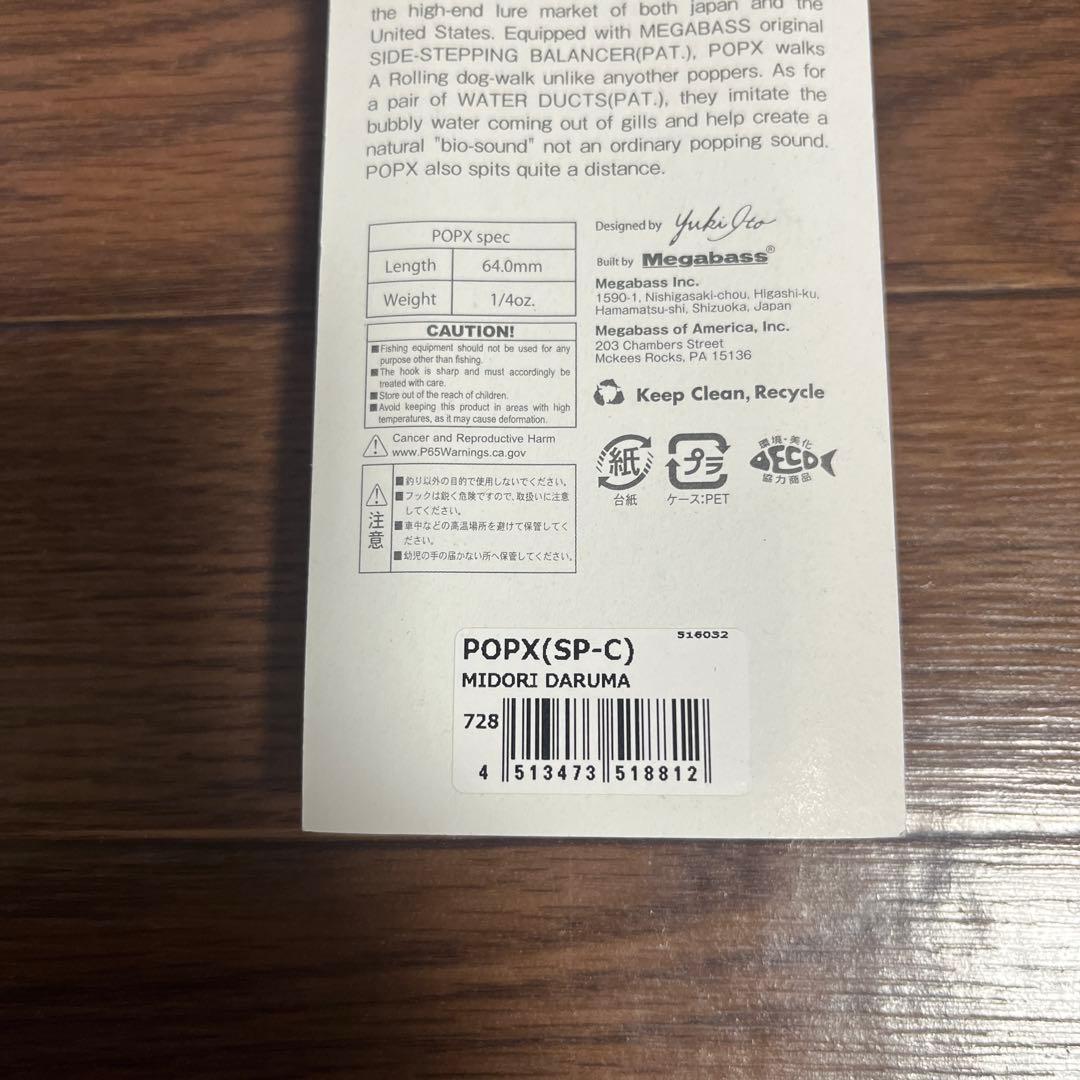 the high-end lure market of both japan and the
United States. Equipped with MEGABASS original
SIDE-STEPPING BALANCER(PAT.), POPX walks
A Rolling dog-walk unlike anyother poppers. As for
a pair of WATER DUCTS(PAT.), they imitate the
bubbly water coming out of gills and help create a
natural "bio-sound" not an ordinary popping sound.
POPX also spits quite a distance.
POPX spec
Length 64.0mm
Weight 1/4oz.
CAUTION!
■Fishing equipment should not be used for any
purpose other than fishing.
■The hook is sharp and must accordingly be
treated with care.
■Store out of the reach of children.
■Avoid keeping this product in areas with high
temperatures, as it may cause deformation.
Cancer and Reproductive Harm
www.P65Warnings.ca.gov
注意
■釣り以外の目的で使用しないでください。
■フックは鋭く危険ですので、取扱いに注意
してください。
■車中などの高温場所を避けて保管してく
ださい。
■幼児の手の届かない所へ保管してください。
Designed by Yuki Ito
Built by Megabass®
Megabass Inc.
1590-1, Nishigasaki-chou, Higashi-ku,
Hamamatsu-shi, Shizuoka, Japan
Megabass of America, Inc.
203 Chambers Street
Mckees Rocks, PA 15136
Keep Clean, Recycle
紙
台紙
プラ
ケース:PET
環境・美化
ECO
協力商品
516032
POPX(SP-C)
MIDORI DARUMA
728
4 513473 518812